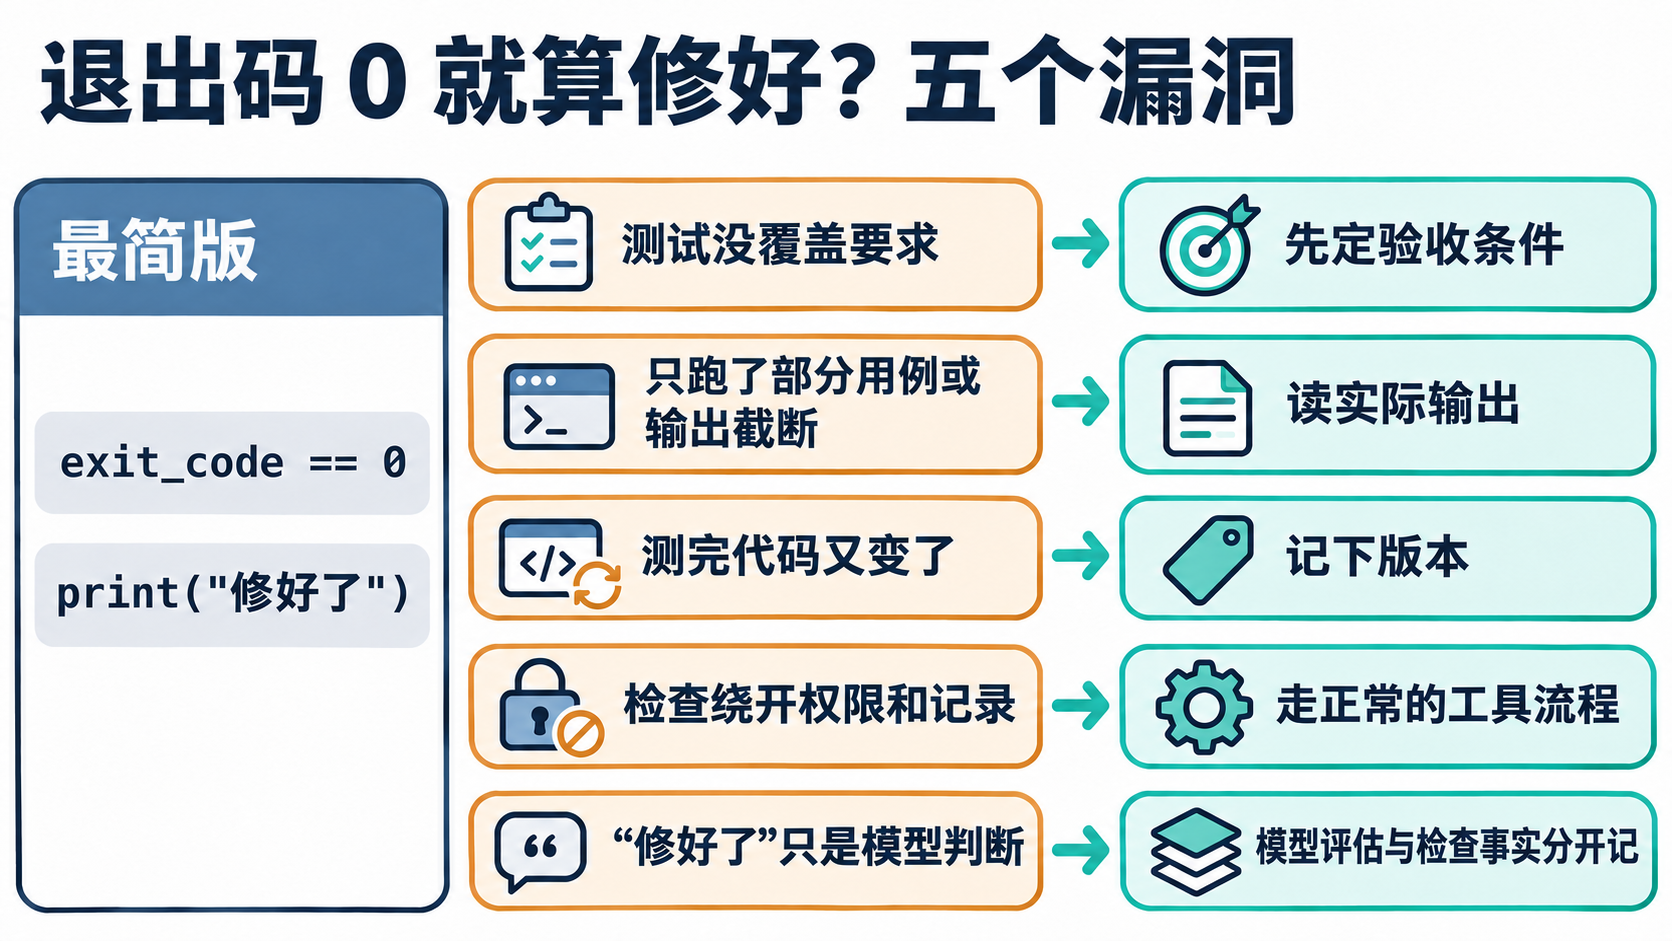 退出码 0 就算修好？五个漏洞
最简版
exit_code == 0
print("修好了")
测试没覆盖要求
先定验收条件
只跑了部分用例或
输出截断
读实际输出
测完代码又变了
记下版本
检查绕开权限和记录
走正常的工具流程
“修好了”只是模型判断
模型评估与检查事实分开记